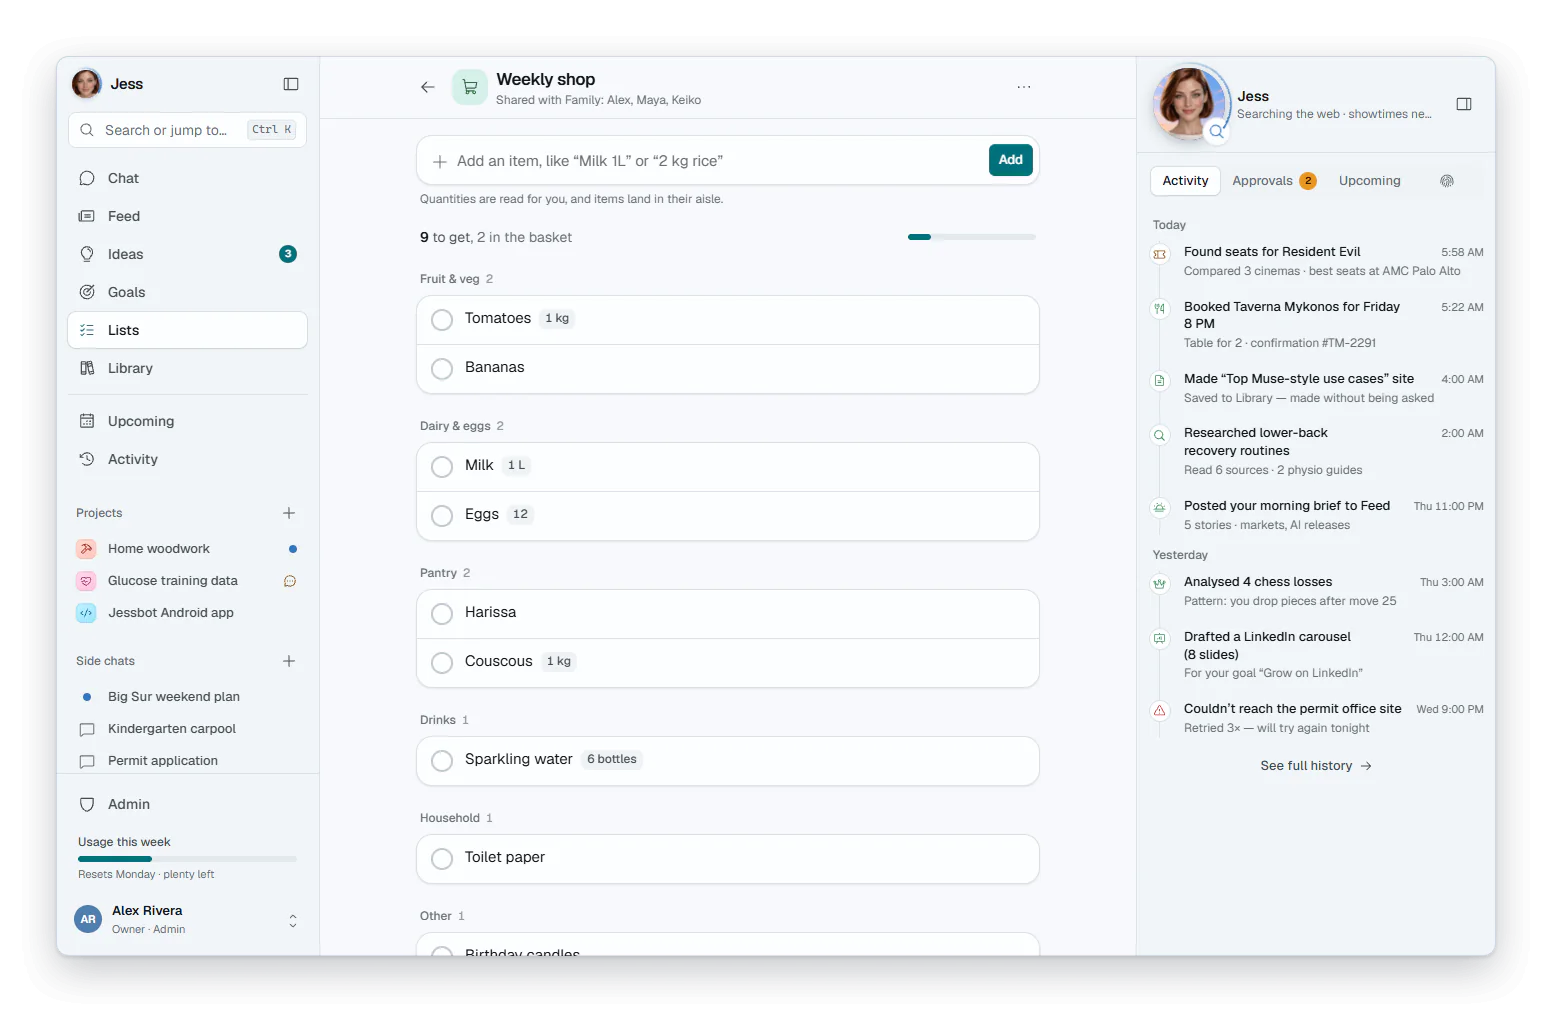 Jess
Search or jump to...
Ctrl K
Chat
Feed
Ideas
3
Goals
Lists
Library
Upcoming
Activity
Projects
Home woodwork
Glucose training data
Jessbot Android app
Side chats
Big Sur weekend plan
Kindergarten carpool
Permit application
Admin
Usage this week
Resets Monday · plenty left
AR
Alex Rivera
Owner · Admin
Weekly shop
Shared with Family: Alex, Maya, Keiko
Add an item, like “Milk 1L” or “2 kg rice”
Add
Quantities are read for you, and items land in their aisle.
9 to get, 2 in the basket
Fruit & veg 2
Tomatoes 1 kg
Bananas
Dairy & eggs 2
Milk 1 L
Eggs 12
Pantry 2
Harissa
Couscous 1 kg
Drinks 1
Sparkling water 6 bottles
Household 1
Toilet paper
Other 1
Birthday candles
Jess
Searching the web · showtimes ne...
Activity
Approvals 2
Upcoming
Today
Found seats for Resident Evil 5:58 AM
Compared 3 cinemas · best seats at AMC Palo Alto
Booked Taverna Mykonos for Friday 5:22 AM
8 PM
Table for 2 · confirmation #TM-2291
Made “Top Muse-style use cases” site 4:00 AM
Saved to Library — made without being asked
Researched lower-back 2:00 AM
recovery routines
Read 6 sources · 2 physio guides
Posted your morning brief to Feed Thu 11:00 PM
5 stories · markets, AI releases
Yesterday
Analysed 4 chess losses Thu 3:00 AM
Pattern: you drop pieces after move 25
Drafted a LinkedIn carousel Thu 12:00 AM
(8 slides)
For your goal “Grow on LinkedIn”
Couldn’t reach the permit office site Wed 9:00 PM
Retried 3× — will try again tonight
See full history →